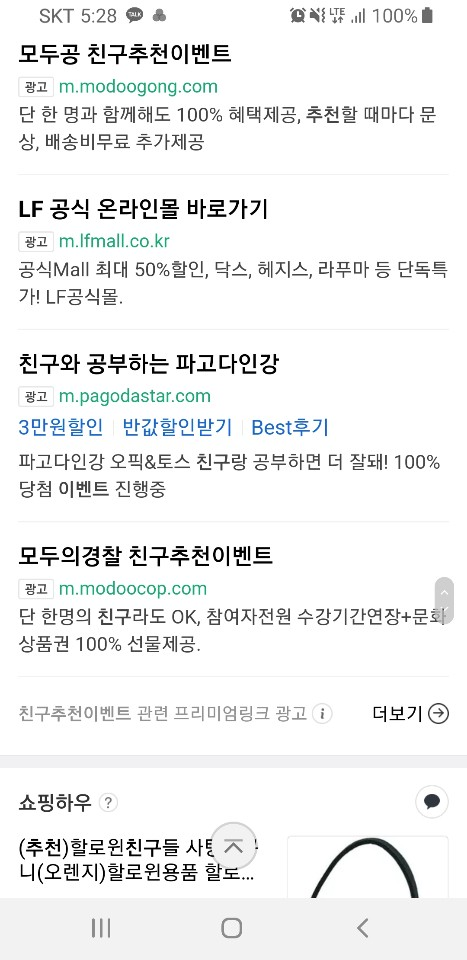 SKT 5:28 TALK LTE 100%
모두공 친구추천이벤트
광고 m.modoogong.com
단 한 명과 함께해도 100% 혜택제공, 추천할 때마다 문
상, 배송비무료 추가제공
LF 공식 온라인몰 바로가기
광고 m.lfmall.co.kr
공식Mall 최대 50%할인, 닥스, 헤지스, 라푸마 등 단독특
가! LF공식몰.
친구와 공부하는 파고다인강
광고 m.pagodastar.com
3만원할인 반값할인받기 Best후기
파고다인강 오픽&토스 친구랑 공부하면 더 잘돼! 100%
당첨 이벤트 진행중
모두의경찰 친구추천이벤트
광고 m.modoocop.com
단 한명의 친구라도 OK, 참여자전원 수강기간연장+문화
상품권 100% 선물제공.
친구추천이벤트 관련 프리미엄링크 광고 i 더보기
쇼핑하우 ?
(추천)할로윈친구들
니(오렌지)할로윈용품 할로...